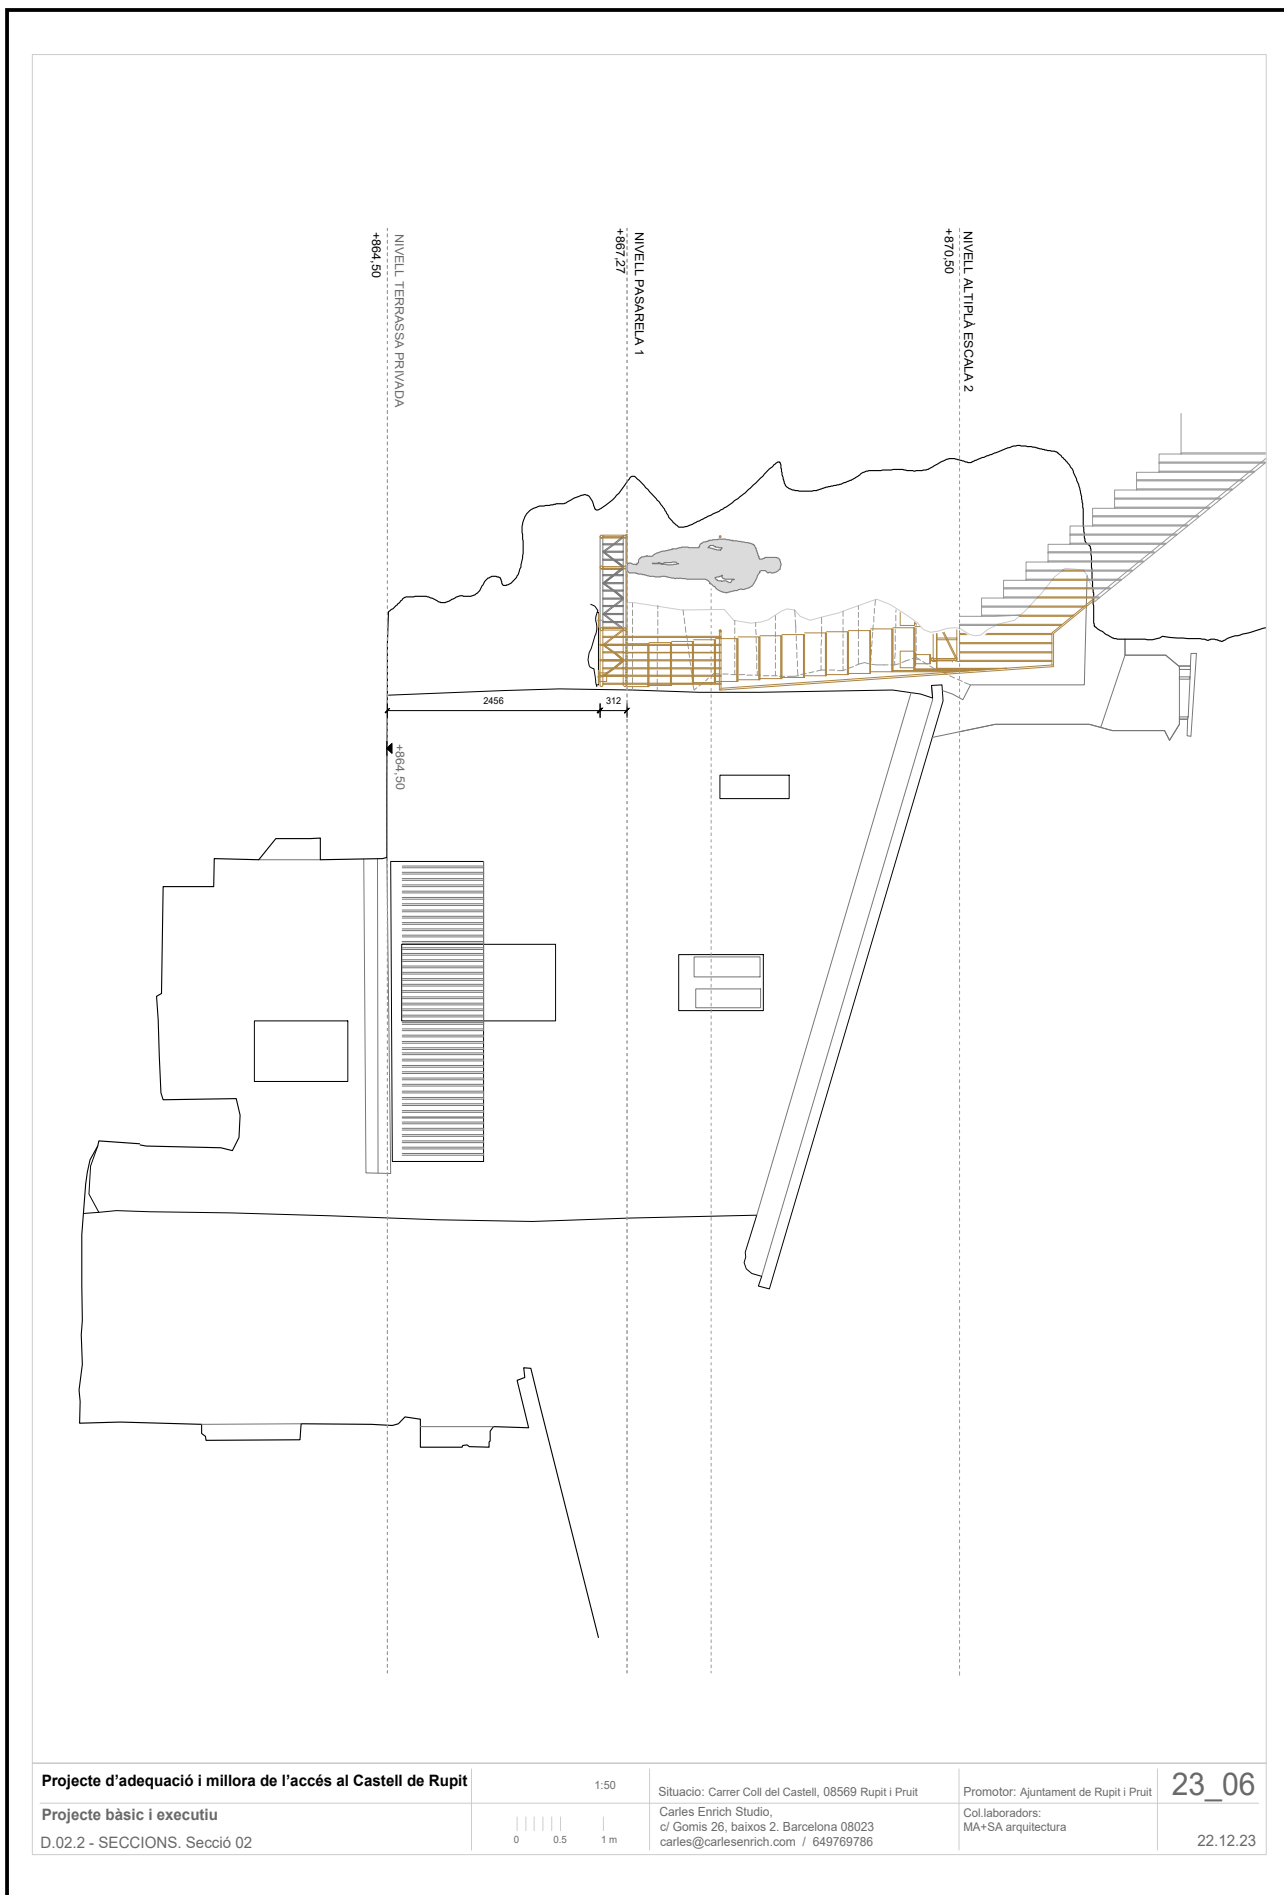 NIVELL TERRASSA PRIVADA
+864,50
NIVELL PASARELA 1
+867,27
NIVELL ALTIPLÀ ESCALA 2
+870,50
2456
312
+864,50
Projecte d'adequació i millora de l'accés al Castell de Rupit
Projecte bàsic i executiu
D.02.2 - SECCIONS. Secció 02
1:50
0 0.5 1 m
Situacio: Carrer Coll del Castell, 08569 Rupit i Pruit
Carles Enrich Studio,
c/ Gomis 26, baixos 2. Barcelona 08023
carles@carlesenrich.com / 649769786
Promotor: Ajuntament de Rupit i Pruit
Col.laboradors:
MA+SA arquitectura
23_06
22.12.23